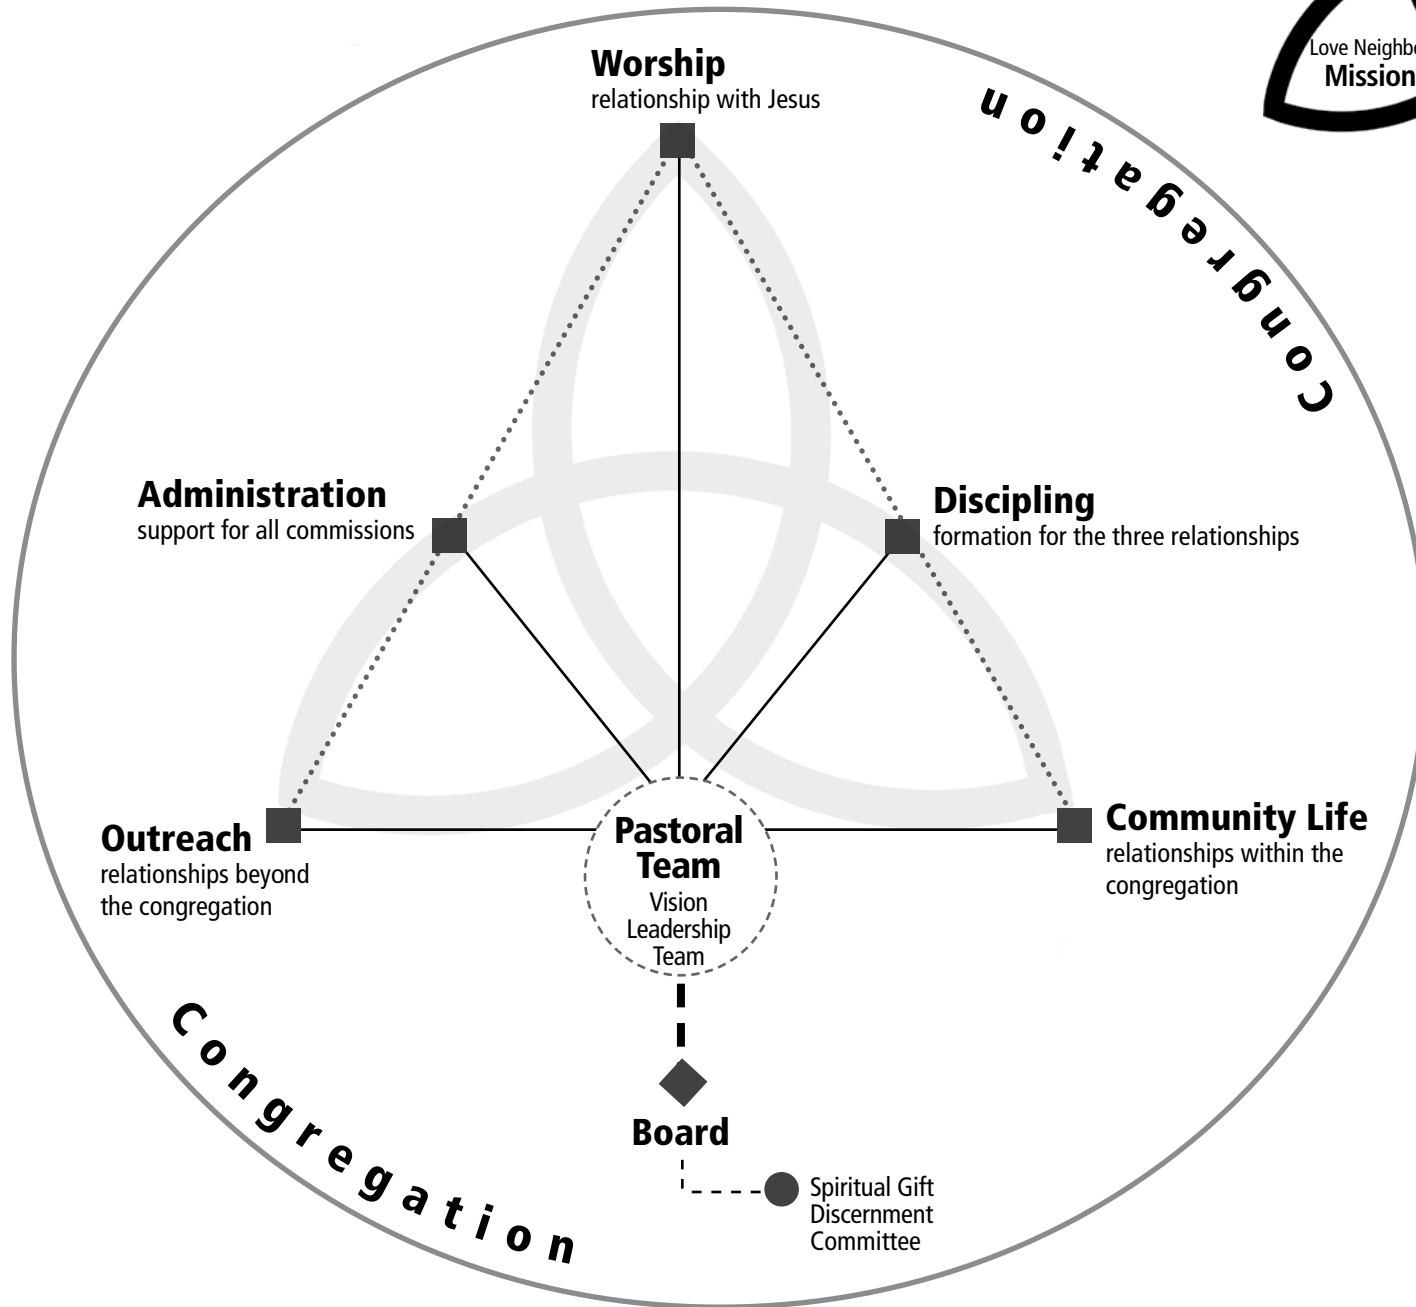 Worship
relationship with Jesus
Mission
Congregation
Administration
support for all commissions
Discipling
formation for the three relationships
Outreach
relationships beyond
the congregation
Pastoral
Team
Vision
Leadership
Team
Community Life
relationships within the
congregation
Board
Spiritual Gift
Discernment
Committee
Congregation